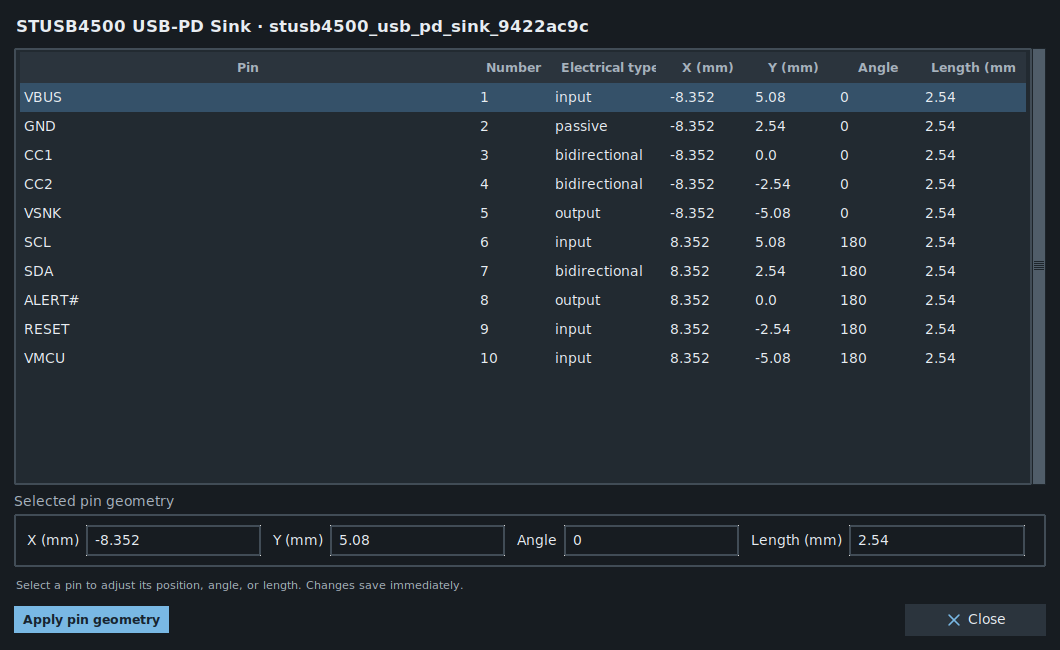 STUSB4500 USB-PD Sink · stusb4500_usb_pd_sink_9422ac9c
Pin Number Electrical type X (mm) Y (mm) Angle Length (mm
VBUS 1 input -8.352 5.08 0 2.54
GND 2 passive -8.352 2.54 0 2.54
CC1 3 bidirectional -8.352 0.0 0 2.54
CC2 4 bidirectional -8.352 -2.54 0 2.54
VSNK 5 output -8.352 -5.08 0 2.54
SCL 6 input 8.352 5.08 180 2.54
SDA 7 bidirectional 8.352 2.54 180 2.54
ALERT# 8 output 8.352 0.0 180 2.54
RESET 9 input 8.352 -2.54 180 2.54
VMCU 10 input 8.352 -5.08 180 2.54
Selected pin geometry
X (mm) -8.352 Y (mm) 5.08 Angle 0 Length (mm) 2.54
Select a pin to adjust its position, angle, or length. Changes save immediately.
Apply pin geometry Close